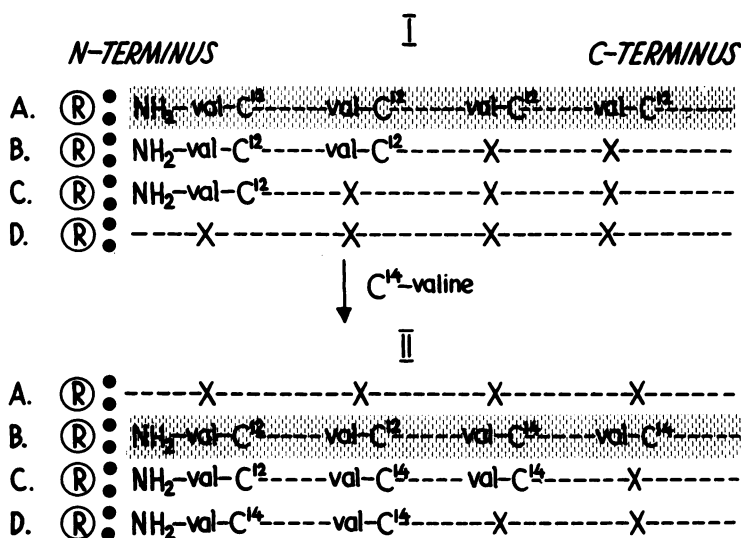 I
N-TERMINUS C-TERMINUS
A. R NH₂-val-C¹²-----val-C¹²-----val-C¹²-----val-C¹²-----
B. R NH₂-val-C¹²-----val-C¹²-----X-----X-----
C. R NH₂-val-C¹²-----X-----X-----X-----
D. R -----X-----X-----X-----X-----
C¹⁴-valine
II
A. R -----X-----X-----X-----X-----
B. R NH₂-val-C¹²-----val-C¹²-----val-C¹⁴-----val-C¹⁴-----
C. R NH₂-val-C¹²-----val-C¹⁴-----val-C¹⁴-----X-----
D. R NH₂-val-C¹⁴-----val-C¹⁴-----X-----X-----